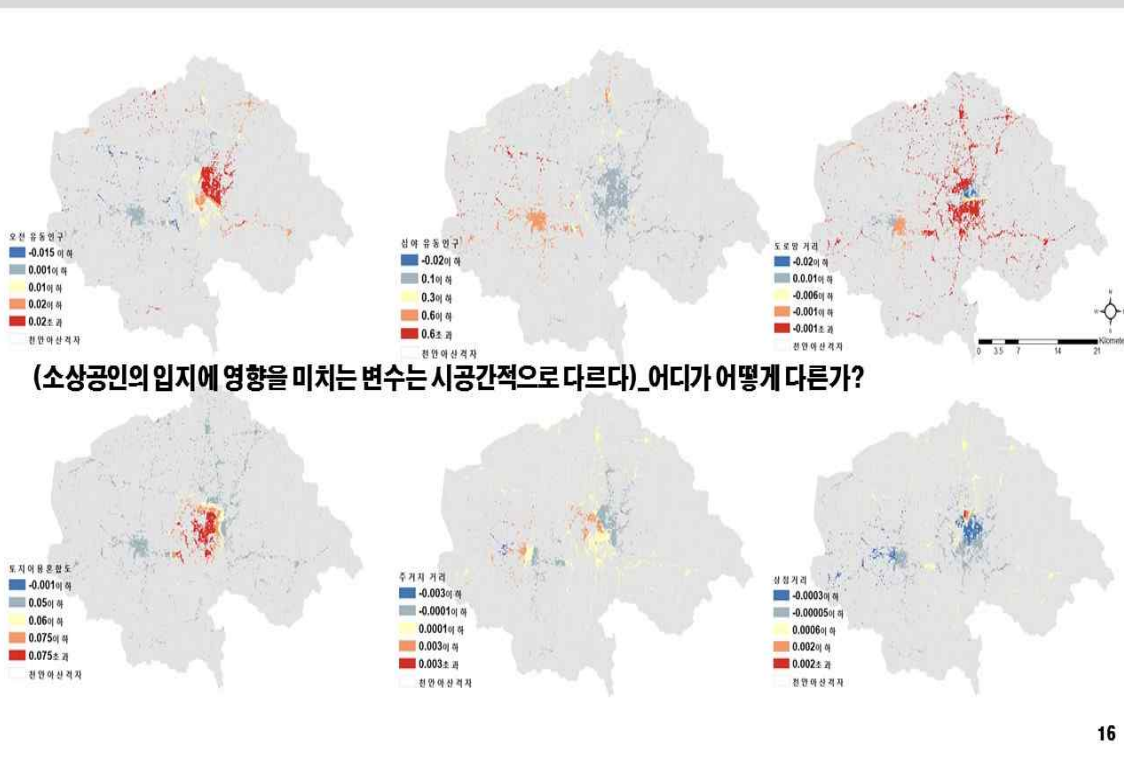 오전 유동인구
-0.015 이하
0.001이하
0.01이하
0.02이하
0.02초과
천안아산격자
심야 유동인구
-0.02이하
0.1이하
0.3이하
0.6이하
0.6초과
천안아산격자
도로망 거리
-0.02이하
0.0.01이하
-0.006이하
-0.001이하
-0.001초과
천안아산격자
N
W
S
Kilomete
0 3.5 7 14 21
(소상공인의 입지에 영향을 미치는 변수는 시공간적으로 다르다)_어디가 어떻게 다른가?
토지이용혼합도
-0.001이하
0.05이하
0.06이하
0.075이하
0.075초과
천안아산격자
주거지 거리
-0.003이하
-0.0001이하
0.0001이하
0.003이하
0.003초과
천안아산격자
상점거리
-0.0003이하
-0.00005이하
0.0006이하
0.002이하
0.002초과
천안아산격자
16